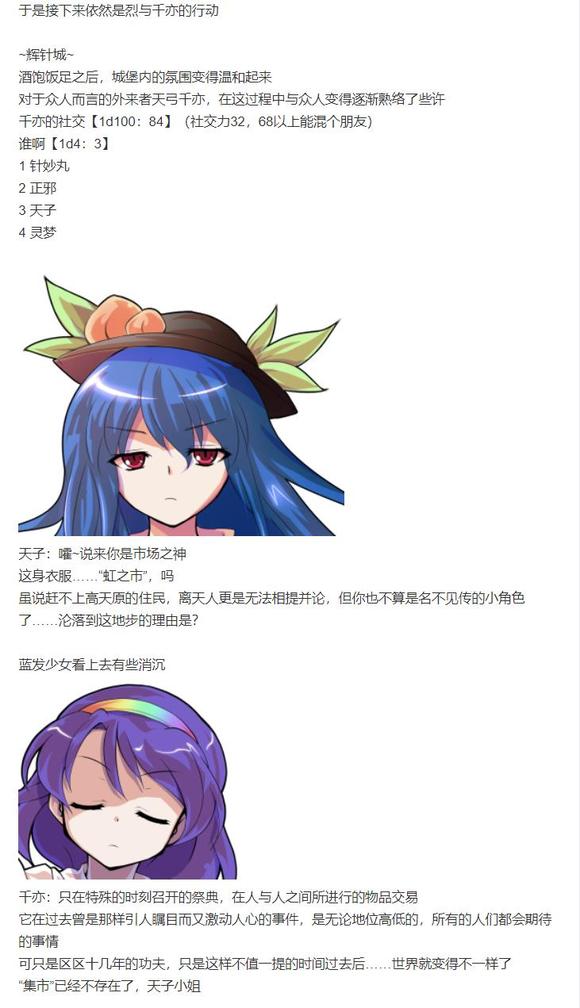 于是接下来依然是烈与千亦的行动
~辉针城~
酒饱饭足之后，城堡内的氛围变得温和起来
对于众人而言的外来者天弓千亦，在这过程中与众人变得逐渐熟络了些许
千亦的社交【1d100：84】（社交力32，68以上能混个朋友）
谁啊【1d4：3】
1 针妙丸
2 正邪
3 天子
4 灵梦
天子：嚯~说来你是市场之神
这身衣服……“虹之市”，吗
虽说赶不上高天原的住民，离天人更是无法相提并论，但你也不算是名不见传的小角色
了……沦落到这地步的理由是？
蓝发少女看上去有些消沉
千亦：只在特殊的时刻召开的祭典，在人与人之间所进行的物品交易
它在过去曾是那样引人瞩目而又激动人心的事件，是无论地位高低的，所有的人们都会期待
的事情
可只是区区十几年的功夫，只是这样不值一提的时间过去后……世界就变得不一样了
“集市”已经不存在了，天子小姐